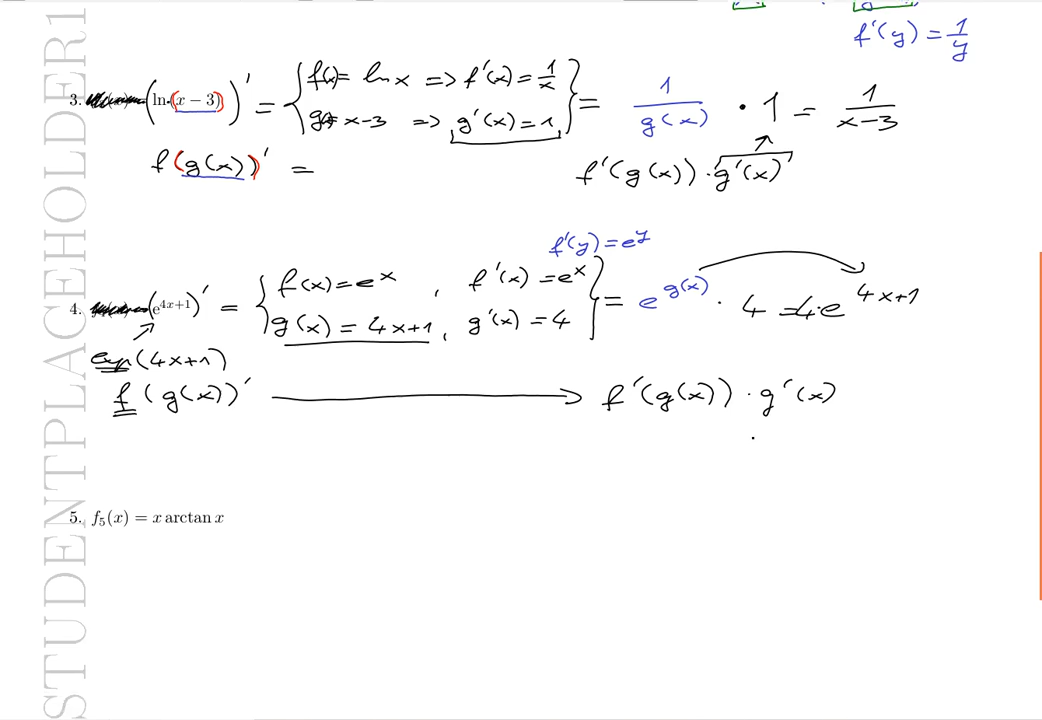 f'(y) = 1/y
3. (ln (x − 3))' = { f(x) = ln x => f'(x) = 1/x } = 1/g(x) · 1 = 1/(x−3)
g(x) = x−3 => g'(x) = 1
f(g(x))' = f'(g(x)) · g'(x)
f'(y) = e^y
4. (e^{4x+1})' = { f(x) = e^x , f'(x) = e^x } = e^{g(x)} · 4 = 4e^{4x+1}
g(x) = 4x+1, g'(x) = 4
exp(4x+1)
f(g(x))' → f'(g(x)) · g'(x)
5. f₅(x) = x arctan x
STUDENTPLACEHOLDER1